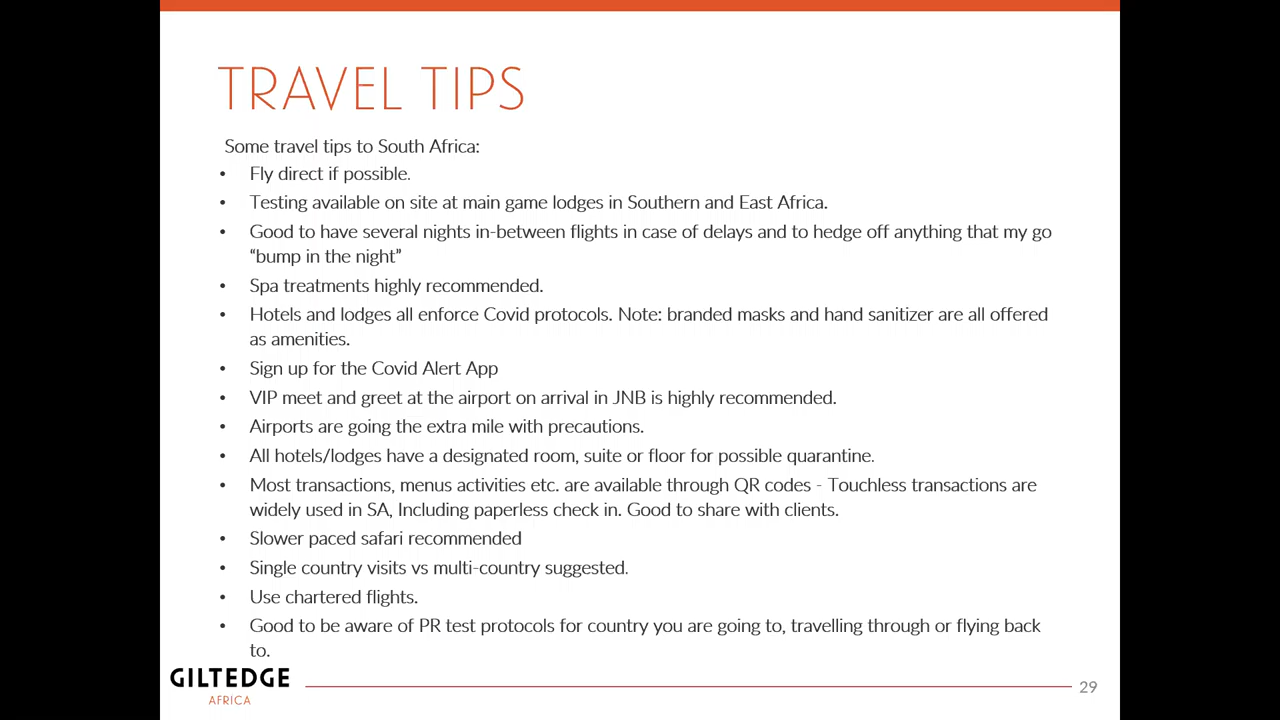 TRAVEL TIPS
Some travel tips to South Africa:
• Fly direct if possible.
• Testing available on site at main game lodges in Southern and East Africa.
• Good to have several nights in-between flights in case of delays and to hedge off anything that my go
“bump in the night”
• Spa treatments highly recommended.
• Hotels and lodges all enforce Covid protocols. Note: branded masks and hand sanitizer are all offered
as amenities.
• Sign up for the Covid Alert App
• VIP meet and greet at the airport on arrival in JNB is highly recommended.
• Airports are going the extra mile with precautions.
• All hotels/lodges have a designated room, suite or floor for possible quarantine.
• Most transactions, menus activities etc. are available through QR codes - Touchless transactions are
widely used in SA, Including paperless check in. Good to share with clients.
• Slower paced safari recommended
• Single country visits vs multi-country suggested.
• Use chartered flights.
• Good to be aware of PR test protocols for country you are going to, travelling through or flying back
to.
GILTEDGE
AFRICA
29